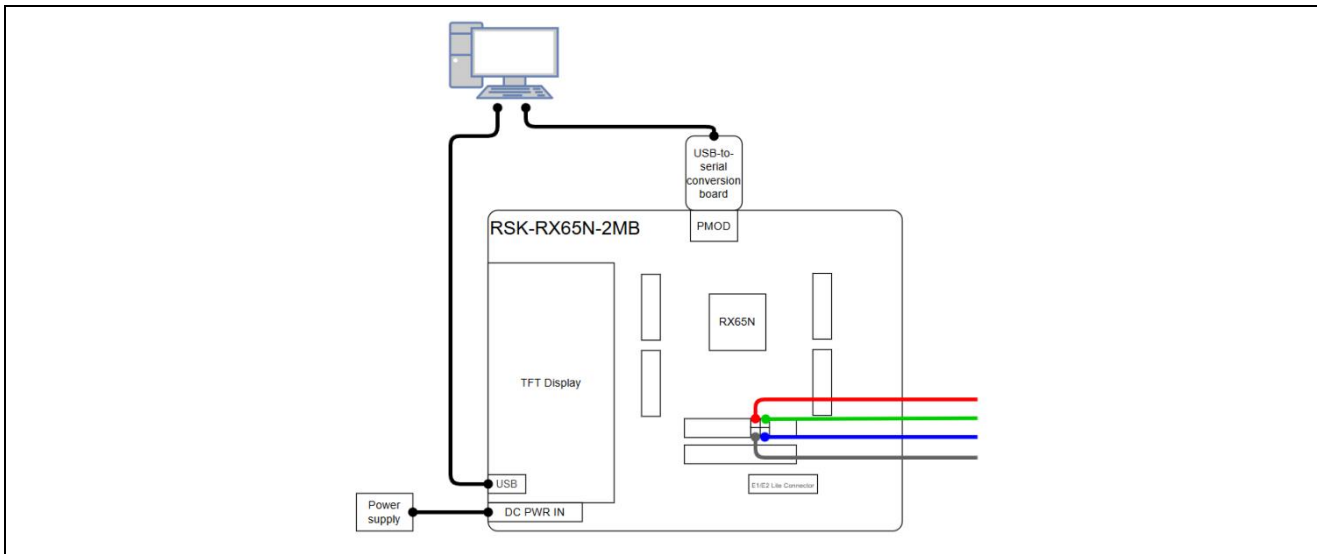 USB-to-
serial
conversion
board
RSK-RX65N-2MB
PMOD
RX65N
TFT Display
USB
E1/E2 Lite Connector
Power
supply
DC PWR IN